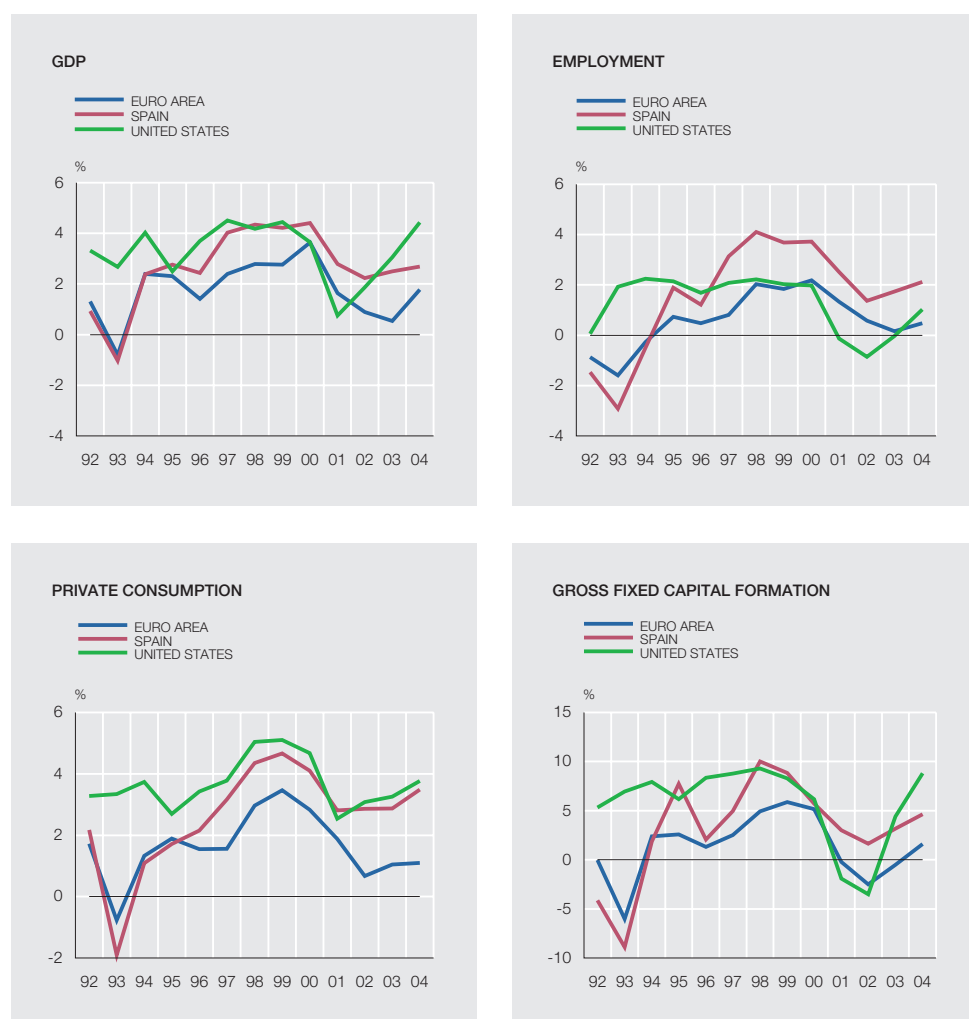 GDP
EURO AREA
SPAIN
UNITED STATES
%
6
4
2
0
-2
-4
92 93 94 95 96 97 98 99 00 01 02 03 04
EMPLOYMENT
EURO AREA
SPAIN
UNITED STATES
%
6
4
2
0
-2
-4
92 93 94 95 96 97 98 99 00 01 02 03 04
PRIVATE CONSUMPTION
EURO AREA
SPAIN
UNITED STATES
%
6
4
2
0
-2
92 93 94 95 96 97 98 99 00 01 02 03 04
GROSS FIXED CAPITAL FORMATION
EURO AREA
SPAIN
UNITED STATES
%
15
10
5
0
-5
-10
92 93 94 95 96 97 98 99 00 01 02 03 04